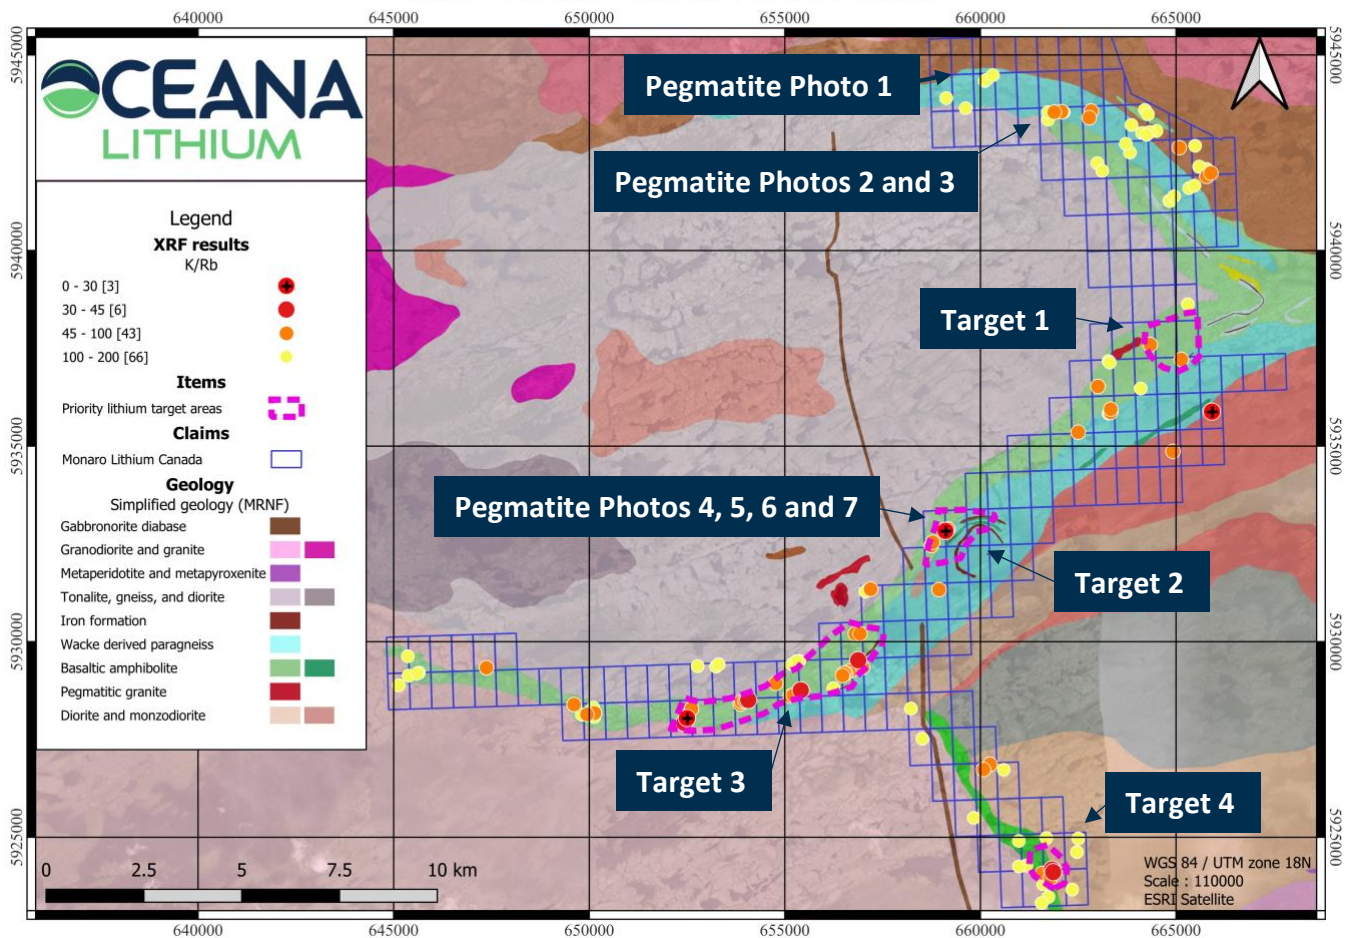 640000 645000 650000 655000 660000 665000
5945000
5940000
5935000
5930000
5925000
5945000
5940000
5935000
5930000
5925000
OCEANA
LITHIUM
Legend
XRF results
K/Rb
0 - 30 [3]
30 - 45 [6]
45 - 100 [43]
100 - 200 [66]
Items
Priority lithium target areas
Claims
Monaro Lithium Canada
Geology
Simplified geology (MRNF)
Gabbronorite diabase
Granodiorite and granite
Metaperidotite and metapyroxenite
Tonalite, gneiss, and diorite
Iron formation
Wacke derived paragneiss
Basaltic amphibolite
Pegmatitic granite
Diorite and monzodiorite
Pegmatite Photo 1
Pegmatite Photos 2 and 3
Target 1
Pegmatite Photos 4, 5, 6 and 7
Target 2
Target 3
Target 4
0 2.5 5 7.5 10 km
WGS 84 / UTM zone 18N
Scale : 110000
ESRI Satellite
640000 645000 650000 655000 660000 665000